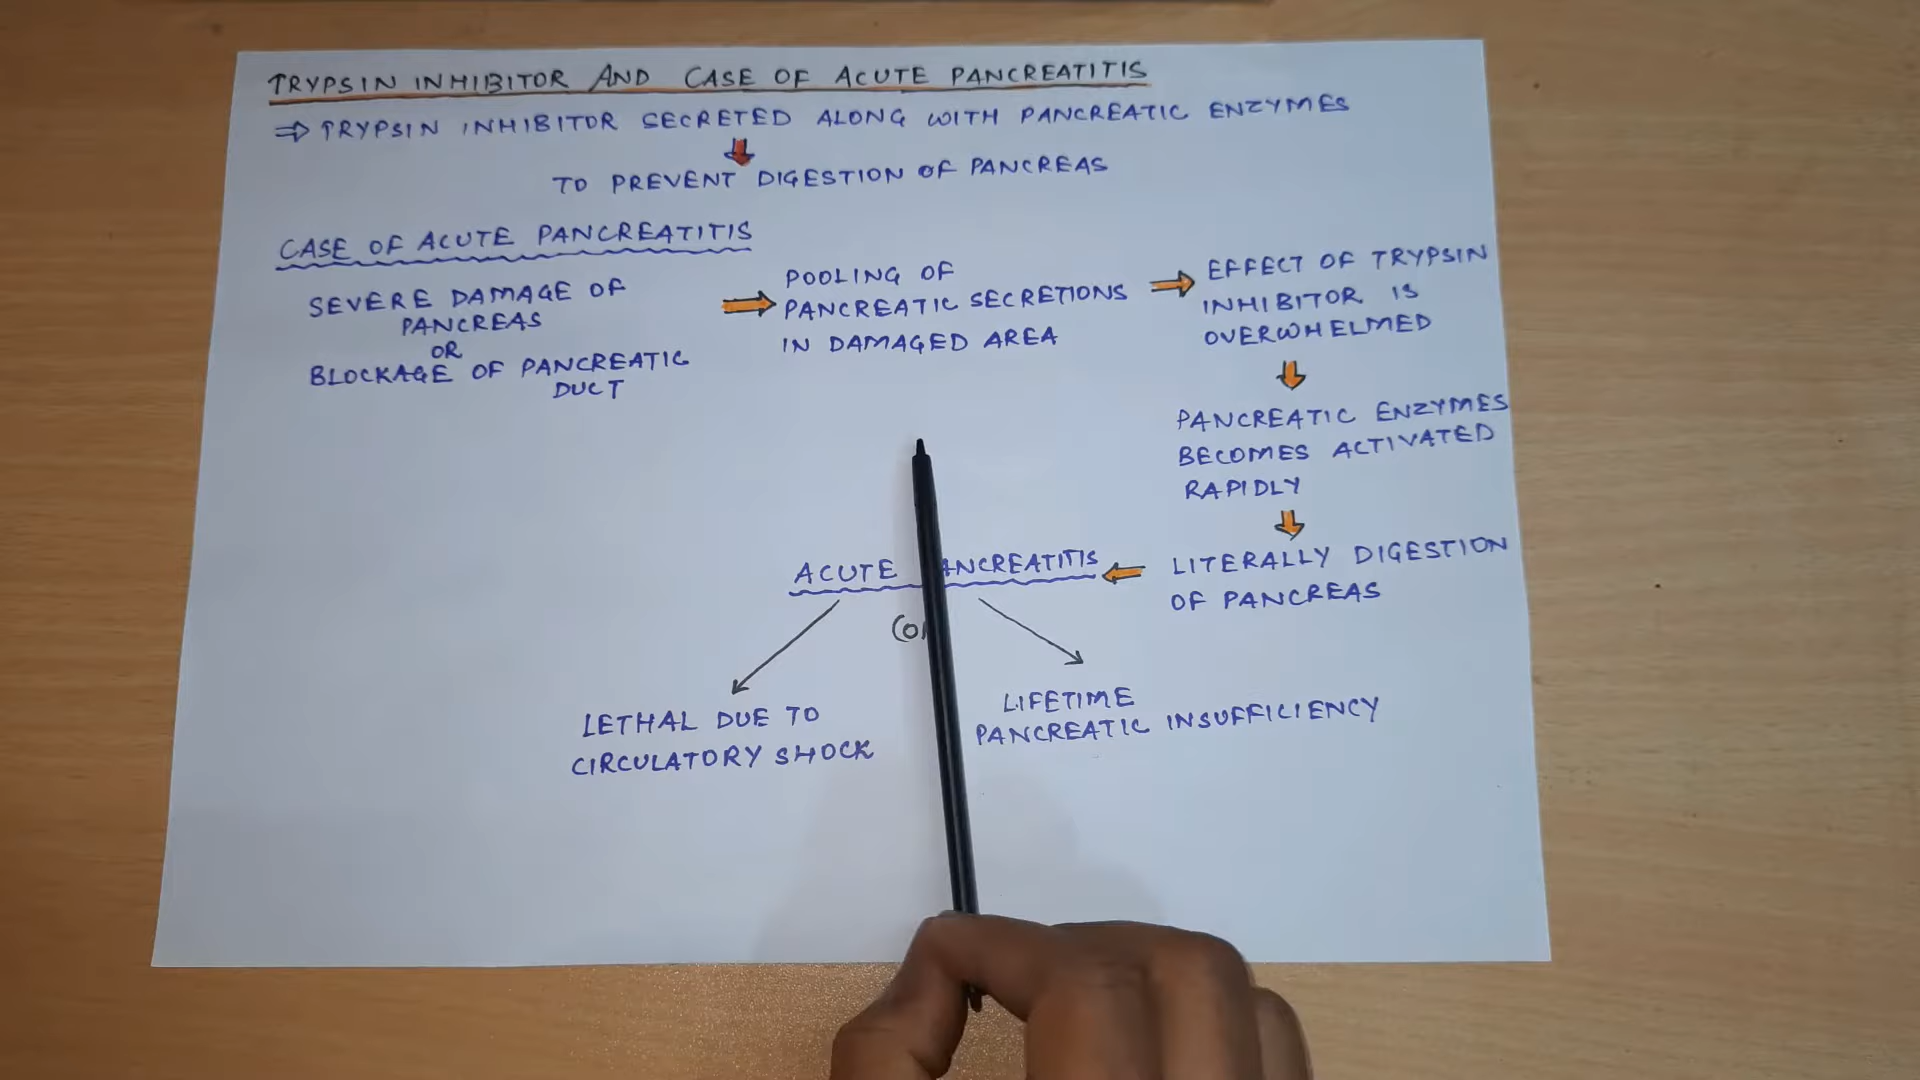 TRYPSIN INHIBITOR AND CASE OF ACUTE PANCREATITIS
⇒ TRYPSIN INHIBITOR SECRETED ALONG WITH PANCREATIC ENZYMES
TO PREVENT DIGESTION OF PANCREAS
CASE OF ACUTE PANCREATITIS
SEVERE DAMAGE OF
PANCREAS
OR
BLOCKAGE OF PANCREATIC
DUCT
POOLING OF
PANCREATIC SECRETIONS
IN DAMAGED AREA
EFFECT OF TRYPSIN
INHIBITOR IS
OVERWHELMED
PANCREATIC ENZYMES
BECOMES ACTIVATED
RAPIDLY
LITERALLY DIGESTION
OF PANCREAS
ACUTE
LETHAL DUE TO
CIRCULATORY SHOCK
LIFETIME
PANCREATIC INSUFFICIENCY